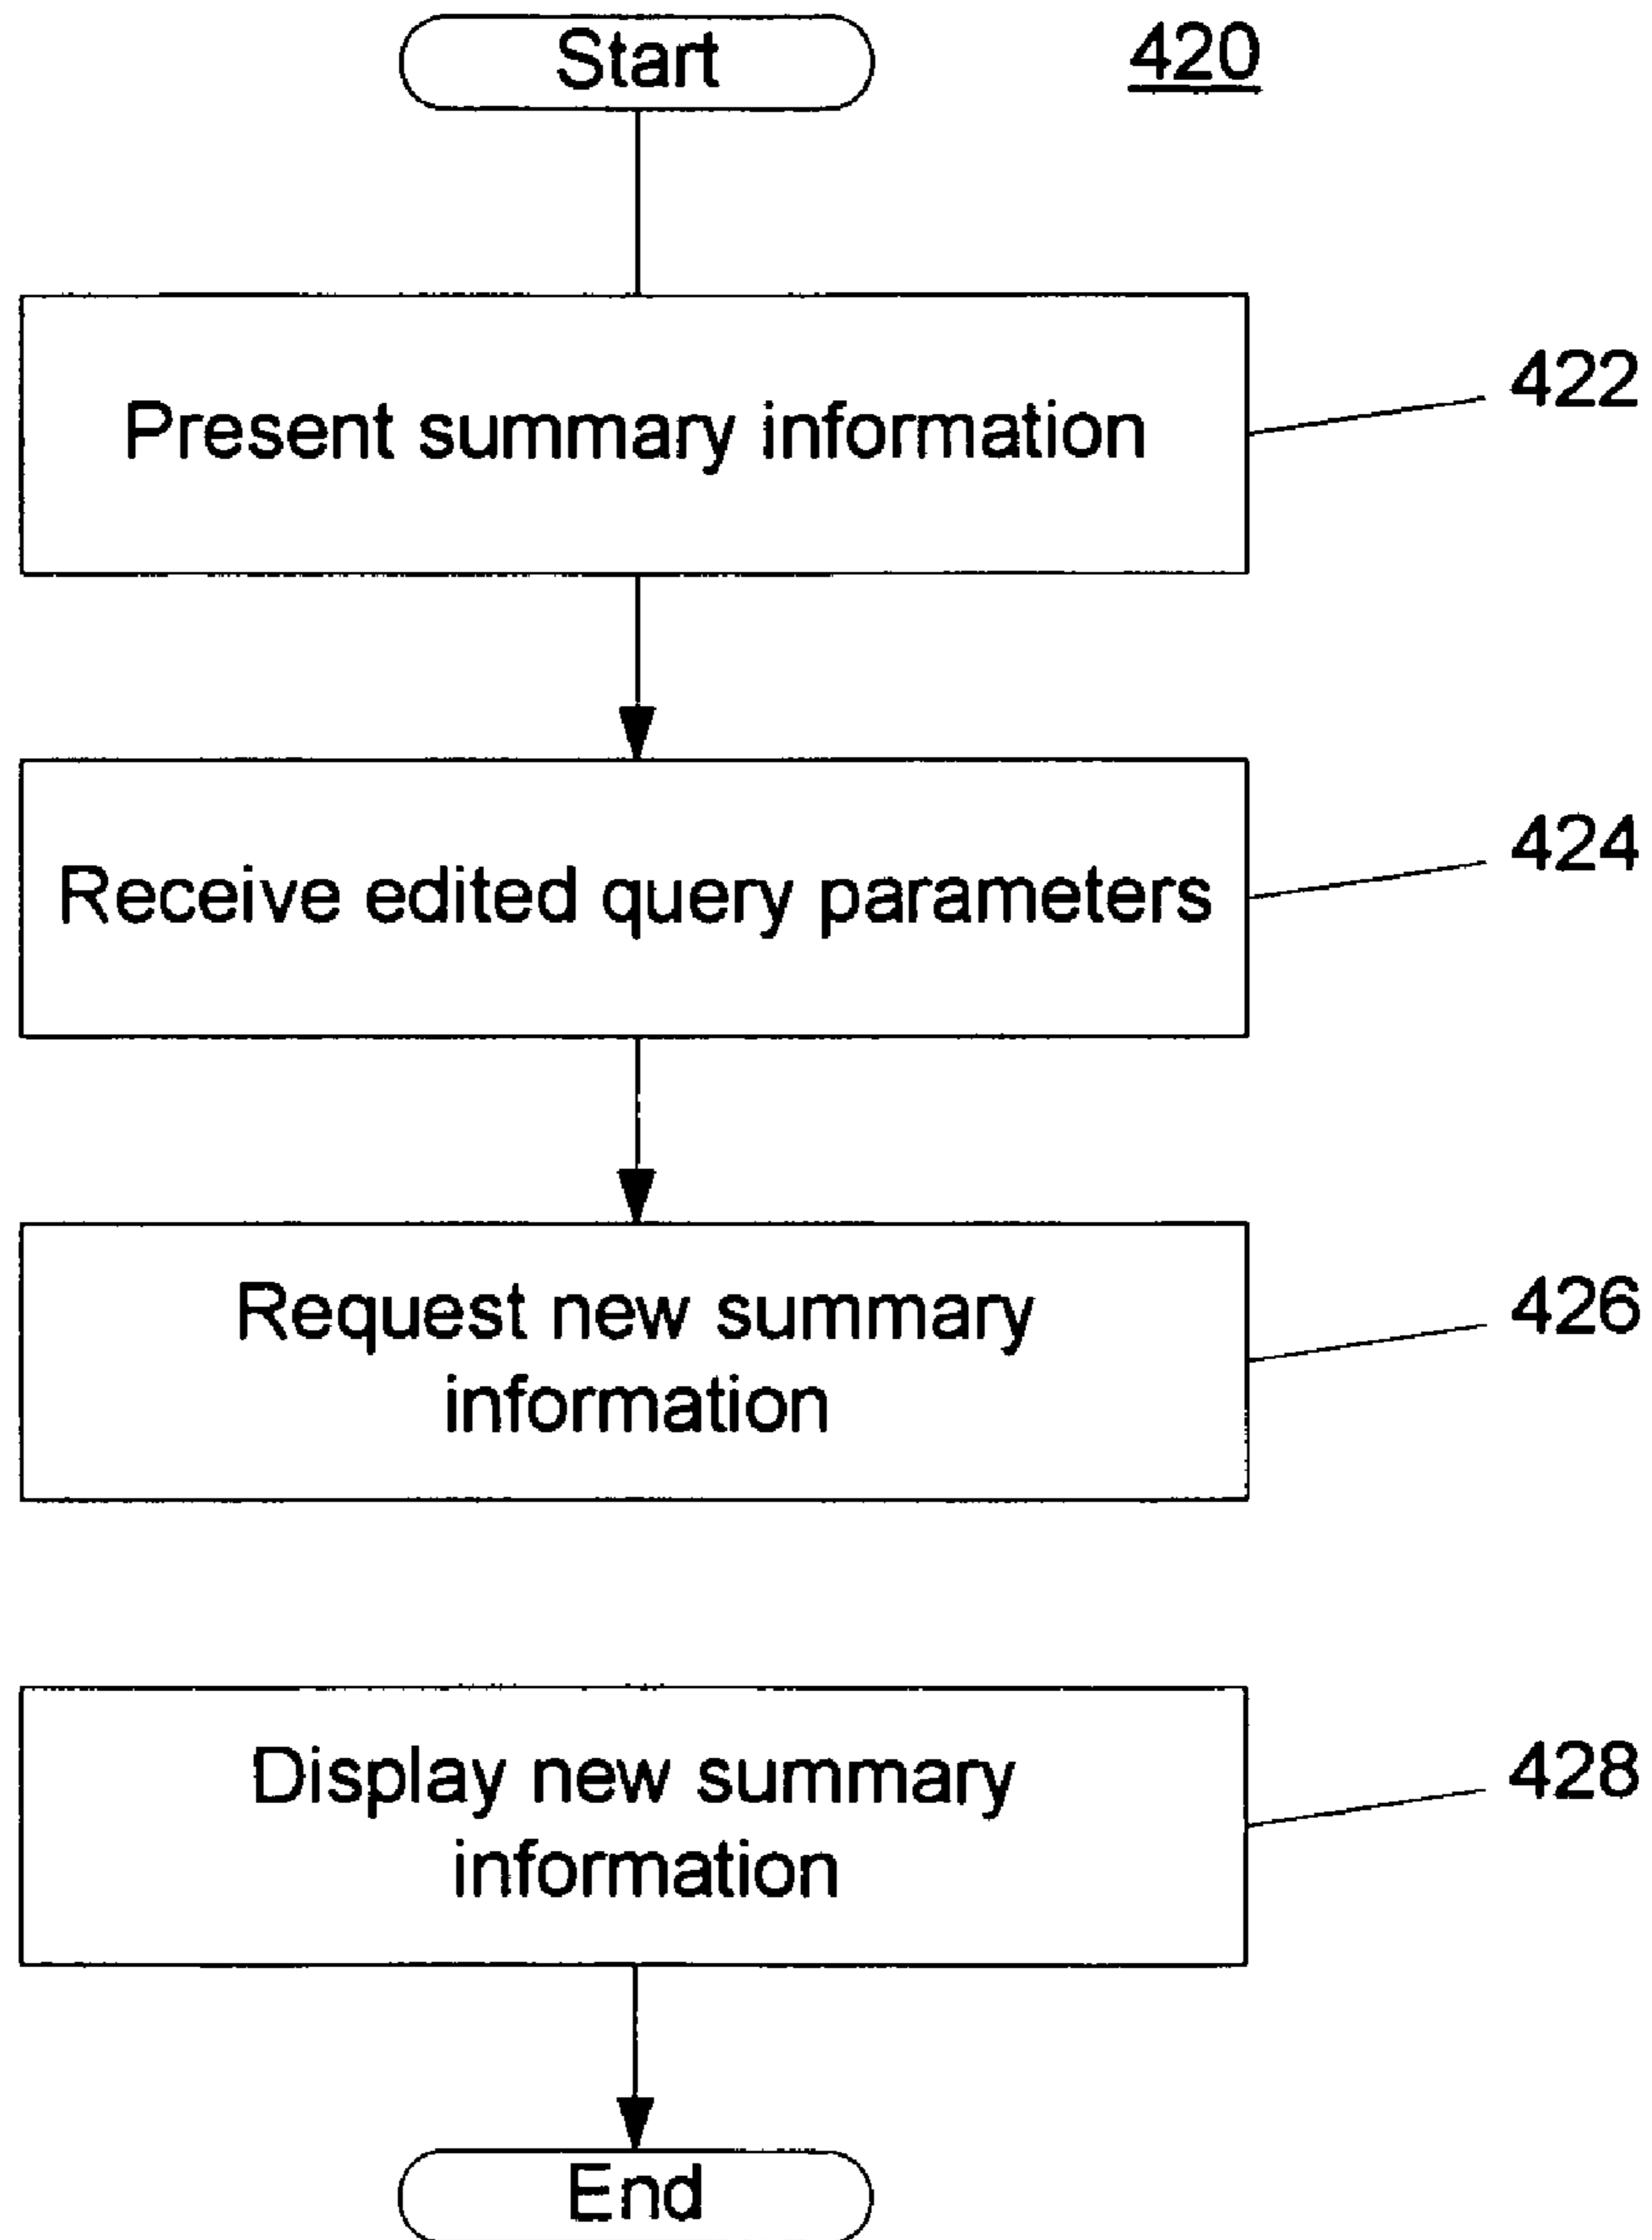 Start
420
Present summary information
422
Receive edited query parameters
424
Request new summary
information
426
Display new summary
information
428
End